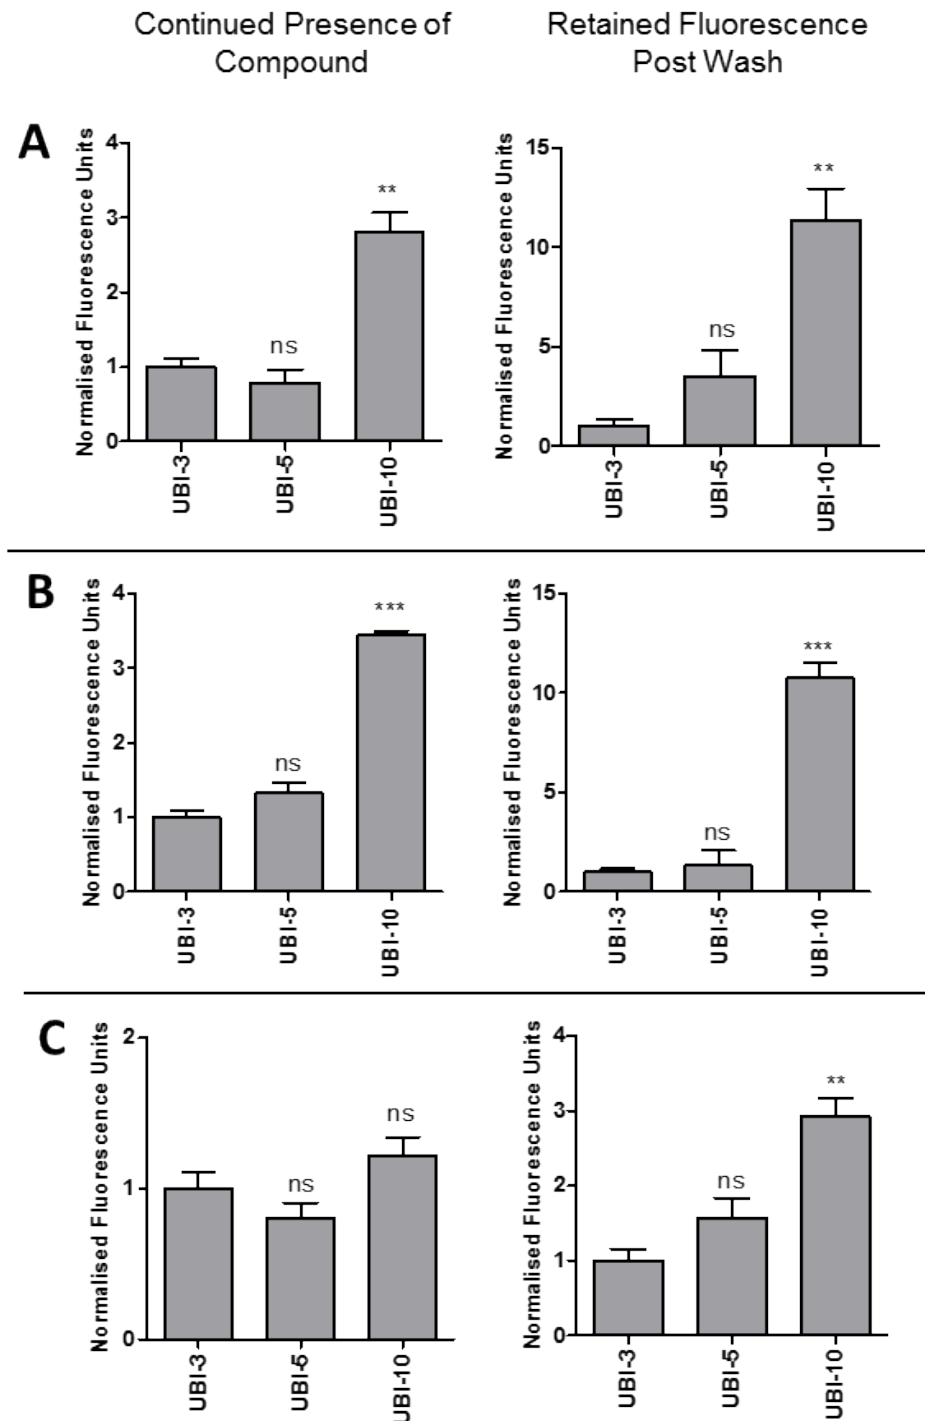 Continued Presence of
Compound
Retained Fluorescence
Post Wash
A
Normalised Fluorescence Units
4
3
2
1
0
ns
**
UBI-3
UBI-5
UBI-10
Normalised Fluorescence Units
15
10
5
0
ns
**
UBI-3
UBI-5
UBI-10
B
Normalised Fluorescence Units
4
3
2
1
0
ns
***
UBI-3
UBI-5
UBI-10
Normalised Fluorescence Units
15
10
5
0
ns
***
UBI-3
UBI-5
UBI-10
C
Normalised Fluorescence Units
2
1
0
ns
ns
UBI-3
UBI-5
UBI-10
Normalised Fluorescence Units
4
3
2
1
0
ns
**
UBI-3
UBI-5
UBI-10